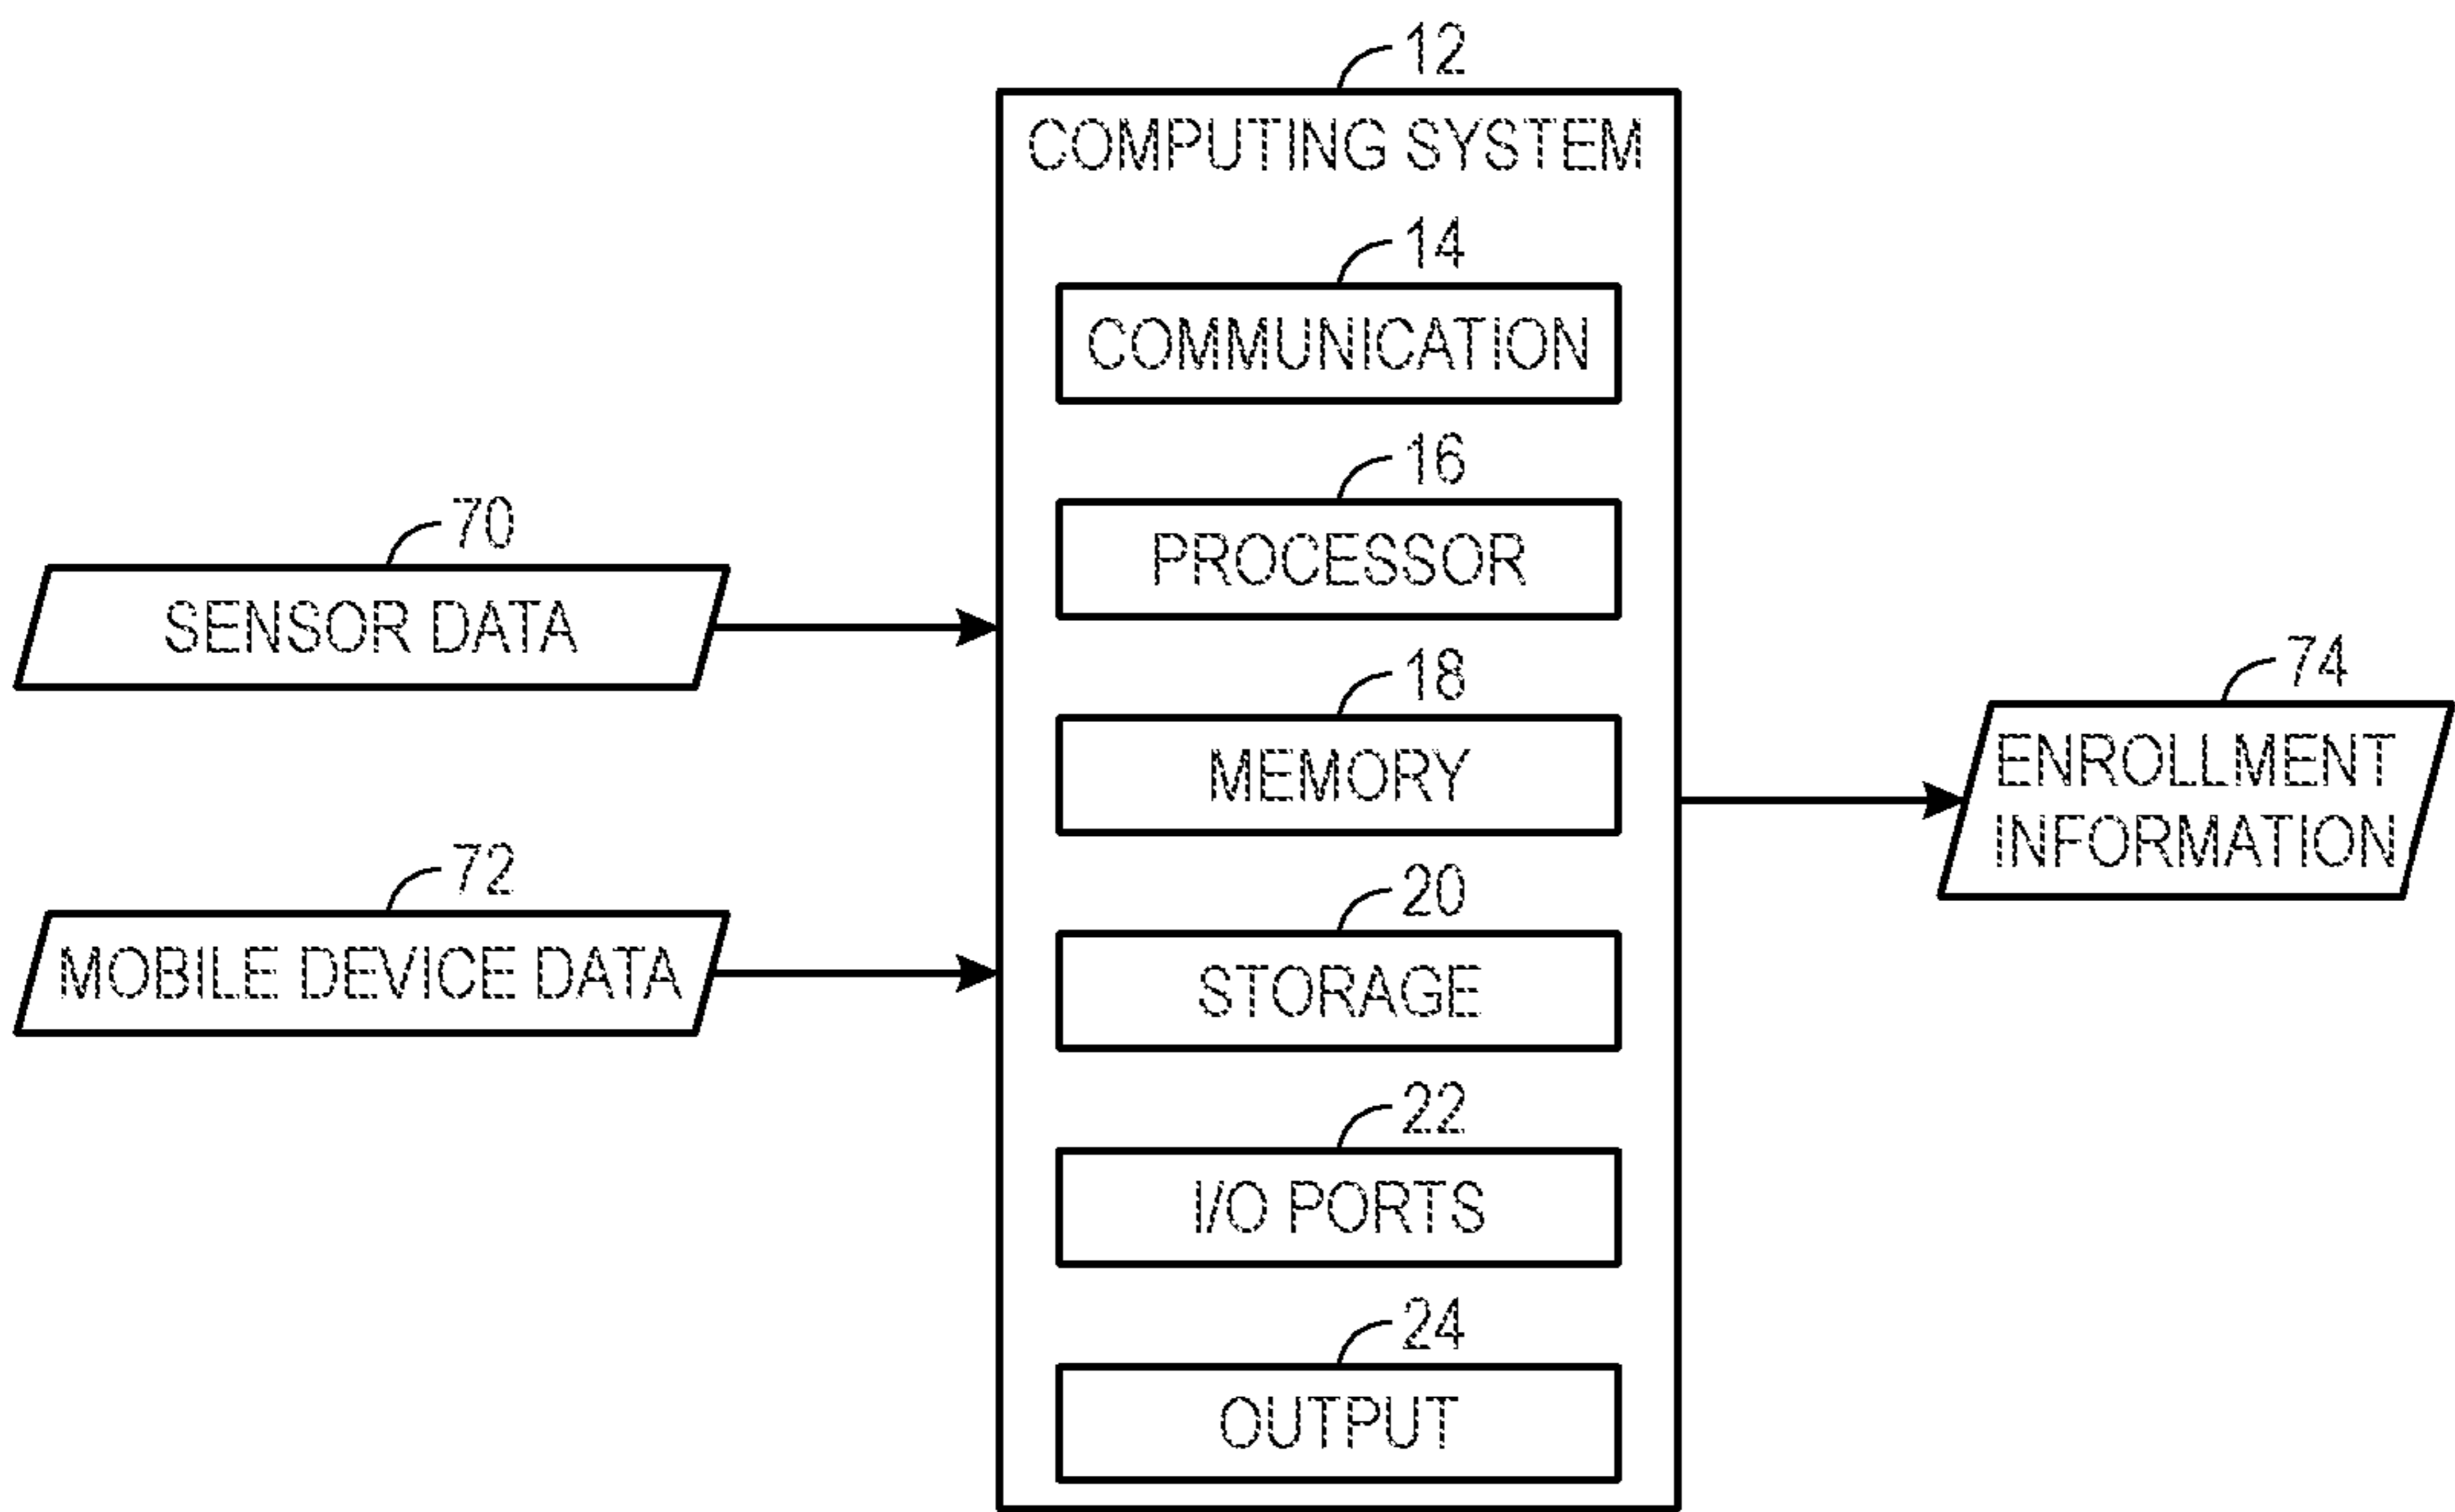 12
COMPUTING SYSTEM
14
COMMUNICATION
16
PROCESSOR
18
MEMORY
20
STORAGE
22
I/O PORTS
24
OUTPUT
70
SENSOR DATA
72
MOBILE DEVICE DATA
74
ENROLLMENT
INFORMATION